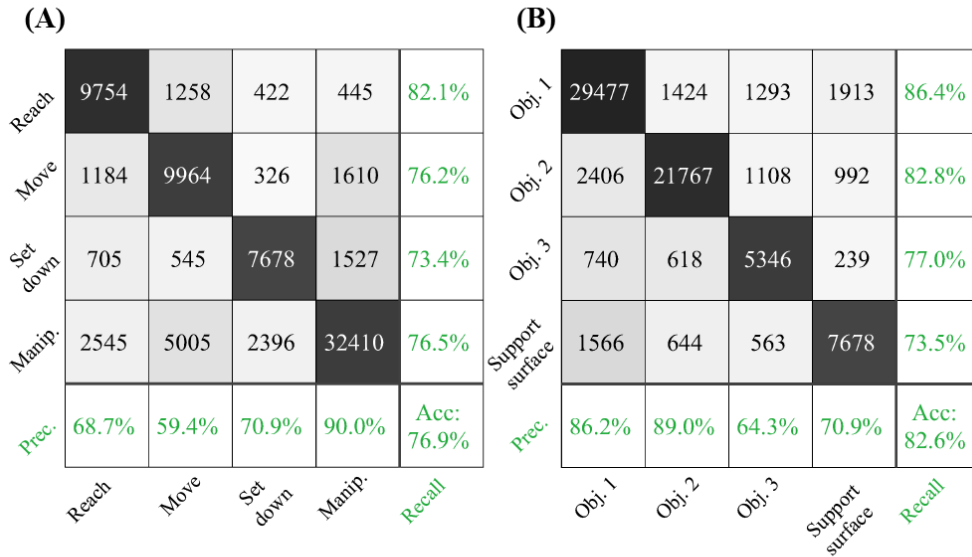 (A)
Reach 9754 1258 422 445 82.1%
Move 1184 9964 326 1610 76.2%
Set
down 705 545 7678 1527 73.4%
Manip. 2545 5005 2396 32410 76.5%
Prec. 68.7% 59.4% 70.9% 90.0% Acc:
76.9%
Reach Move Set
down Manip. Recall
(B)
Obj. 1 29477 1424 1293 1913 86.4%
Obj. 2 2406 21767 1108 992 82.8%
Obj. 3 740 618 5346 239 77.0%
Support
surface 1566 644 563 7678 73.5%
Prec. 86.2% 89.0% 64.3% 70.9% Acc:
82.6%
Obj. 1 Obj. 2 Obj. 3 Support
surface Recall